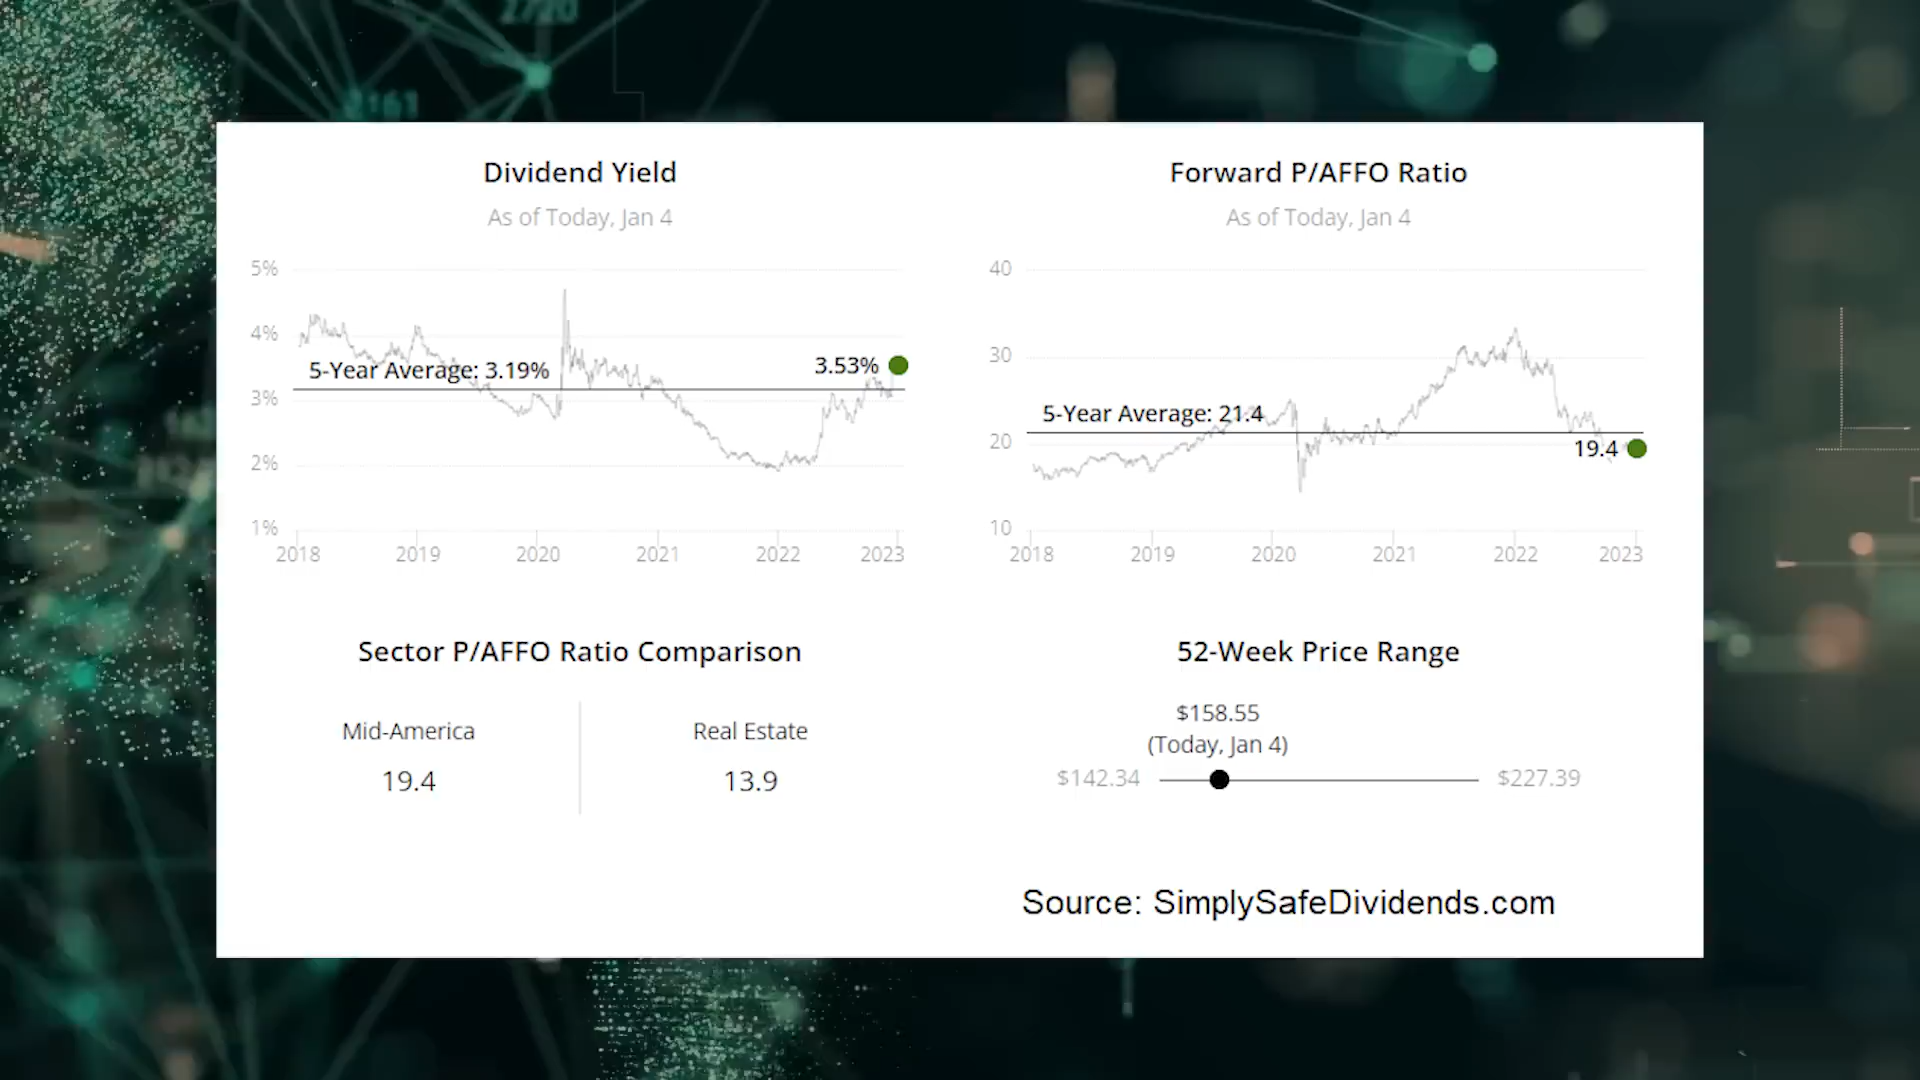 2720
8161
Dividend Yield
As of Today, Jan 4
5%
4%
3%
2%
1%
5-Year Average: 3.19%
3.53%
2018 2019 2020 2021 2022 2023
Forward P/AFFO Ratio
As of Today, Jan 4
40
30
20
10
5-Year Average: 21.4
19.4
2018 2019 2020 2021 2022 2023
Sector P/AFFO Ratio Comparison
Mid-America
19.4
Real Estate
13.9
52-Week Price Range
$158.55
(Today, Jan 4)
$142.34
$227.39
Source: SimplySafeDividends.com